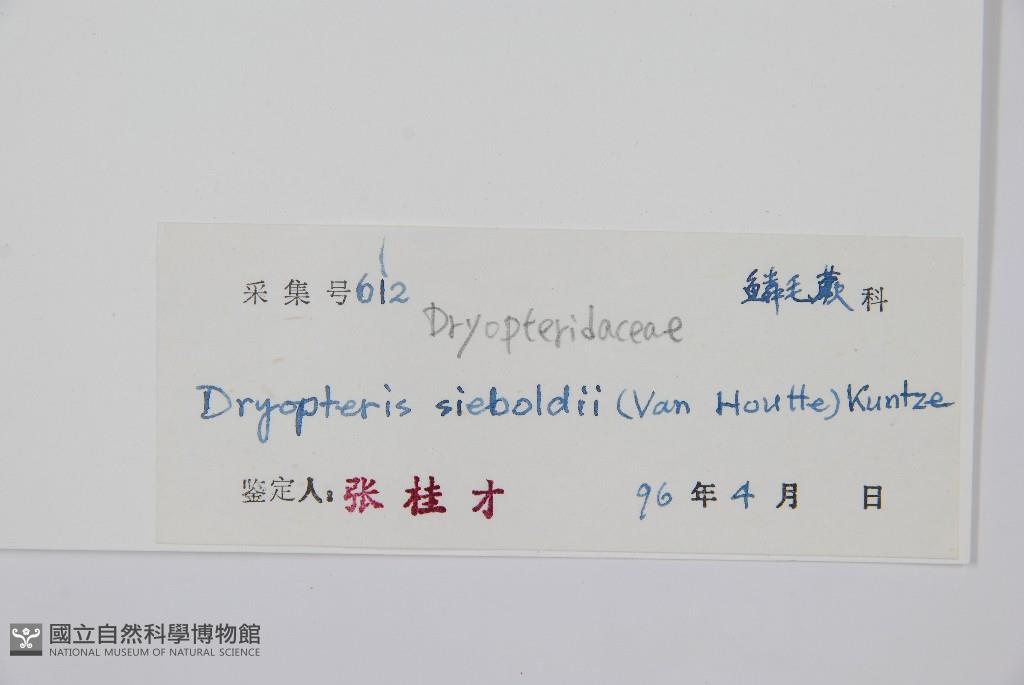 采集号612 鳞毛蕨科
Dryopteridaceae
Dryopteris sieboldii (Van Houtte) Kuntze
鉴定人：张桂才 96年4月 日
國立自然科學博物館
NATIONAL MUSEUM OF NATURAL SCIENCE